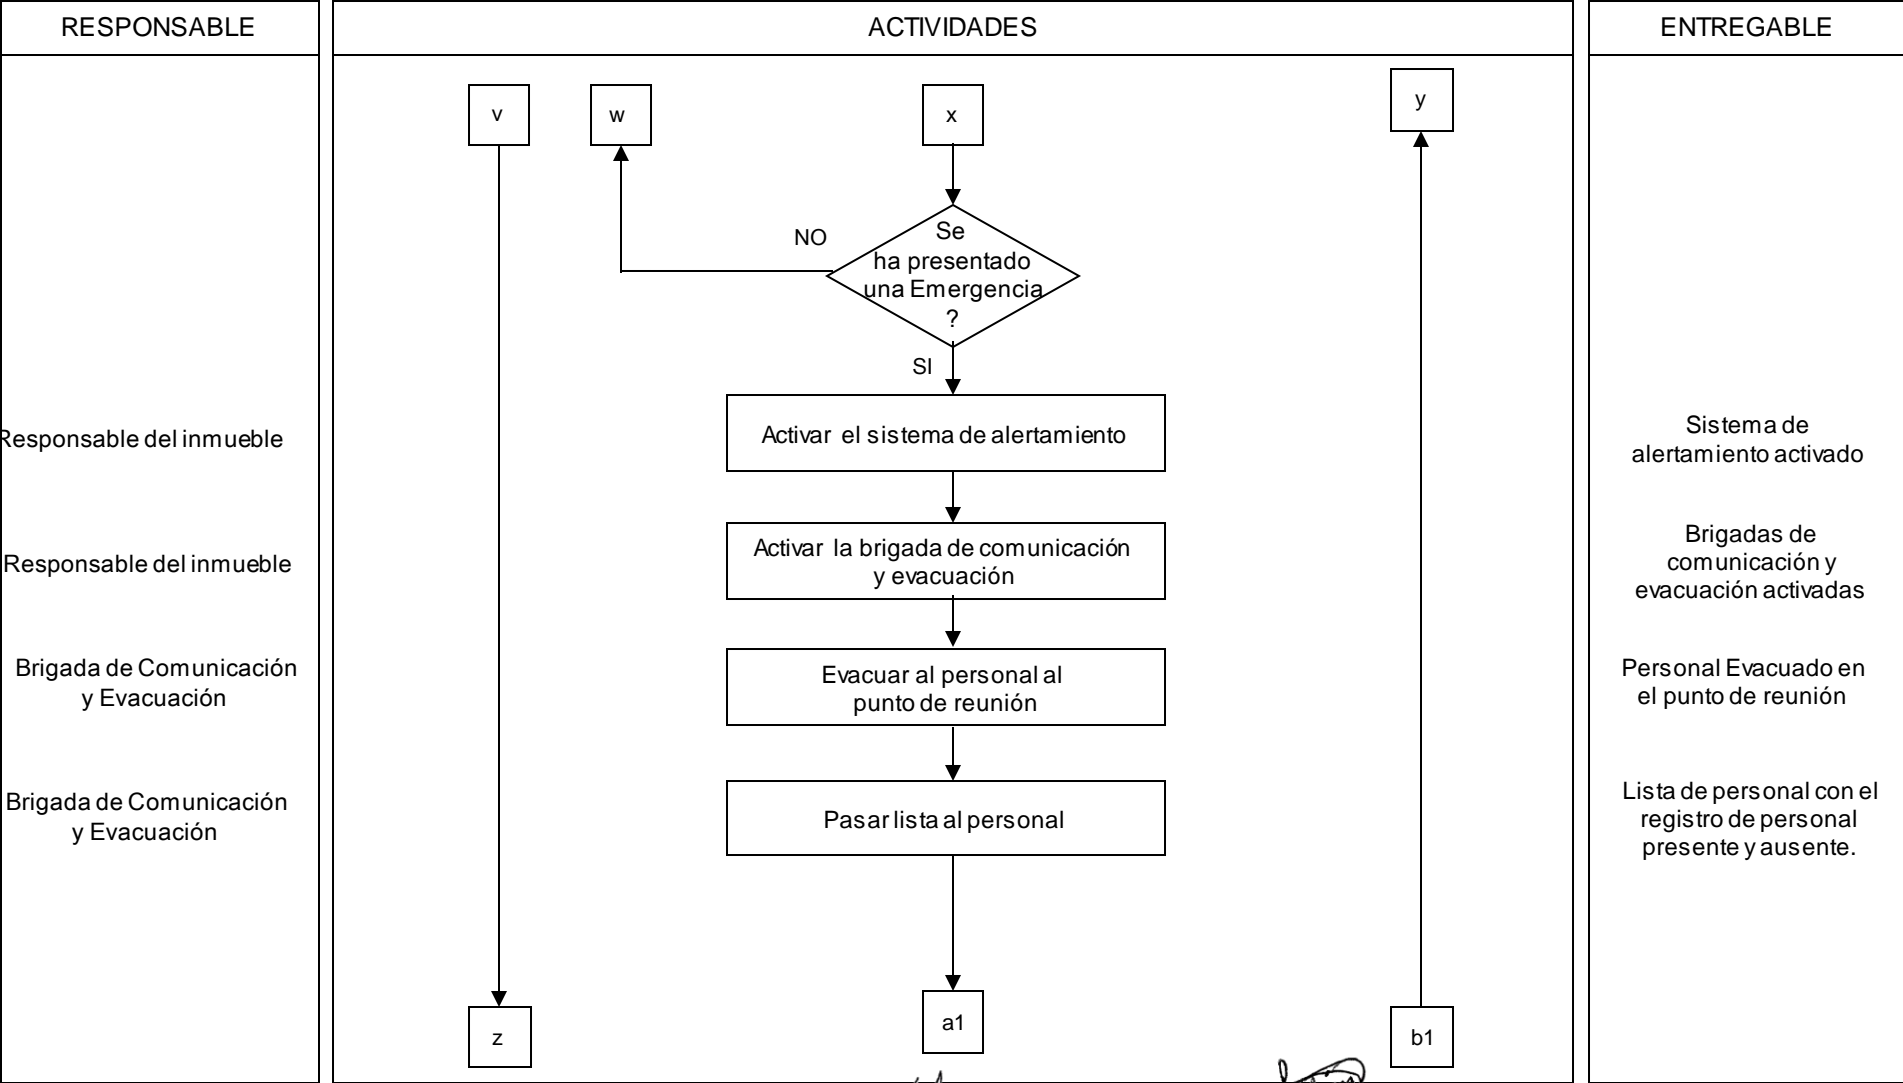 RESPONSABLE
ACTIVIDADES
ENTREGABLE
v
w
x
y
NO
Se
ha presentado
una Emergencia
?
SI
Responsable del inmueble
Activar el sistema de alertamiento
Sistema de
alertamiento activado
Responsable del inmueble
Activar la brigada de comunicación
y evacuación
Brigadas de
comunicación y
evacuación activadas
Brigada de Comunicación
y Evacuación
Evacuar al personal al
punto de reunión
Personal Evacuado en
el punto de reunión
Brigada de Comunicación
y Evacuación
Pasar lista al personal
Lista de personal con el
registro de personal
presente y ausente.
z
a1
b1